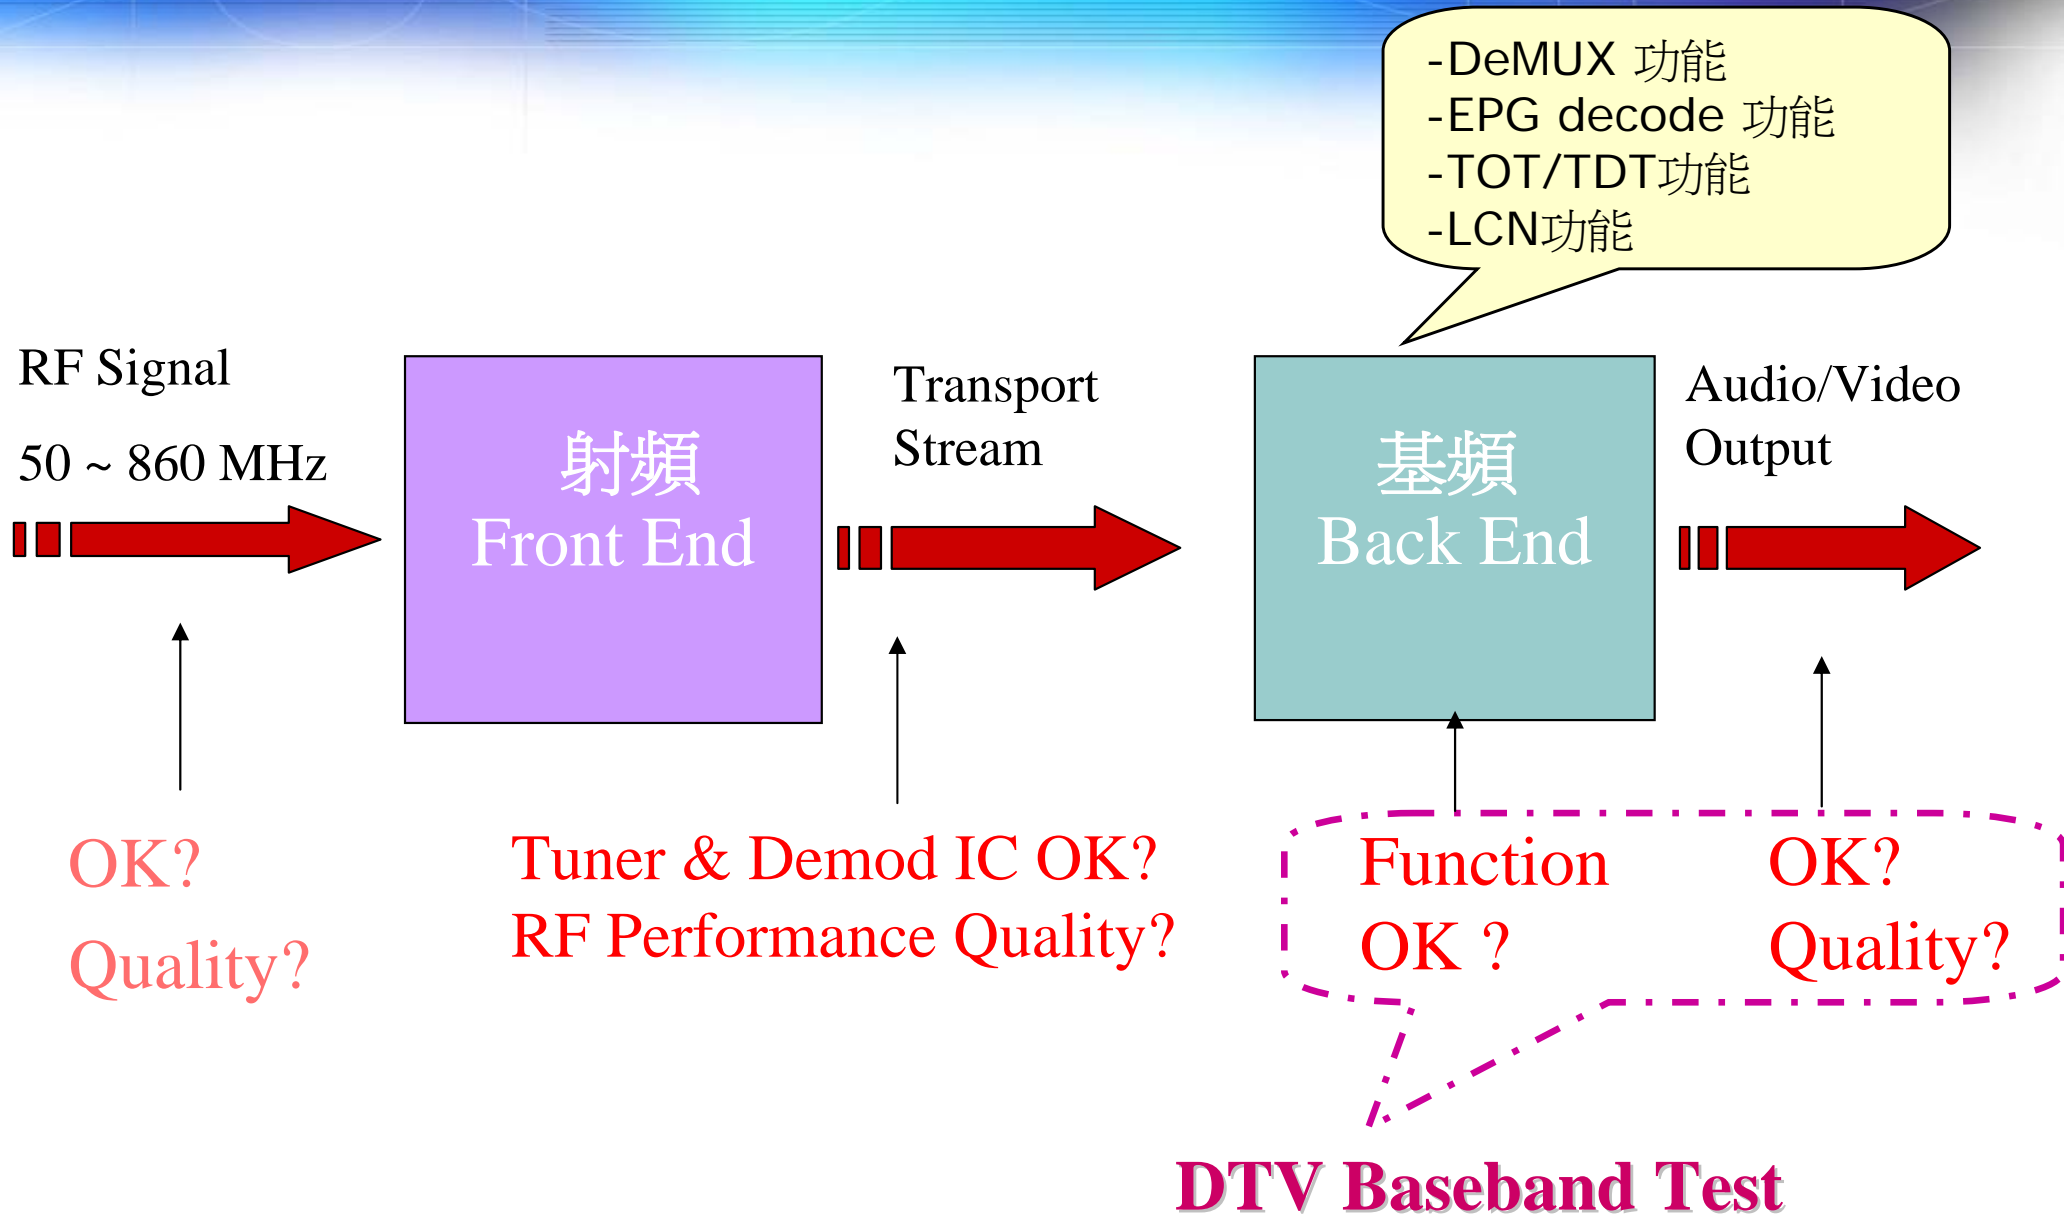 -DeMUX 功能
-EPG decode 功能
-TOT/TDT功能
-LCN功能
RF Signal
50 ~ 860 MHz
射頻
Front End
Transport
Stream
基頻
Back End
Audio/Video
Output
OK?
Quality?
Tuner & Demod IC OK?
RF Performance Quality?
Function
OK ?
OK?
Quality?
DTV Baseband Test